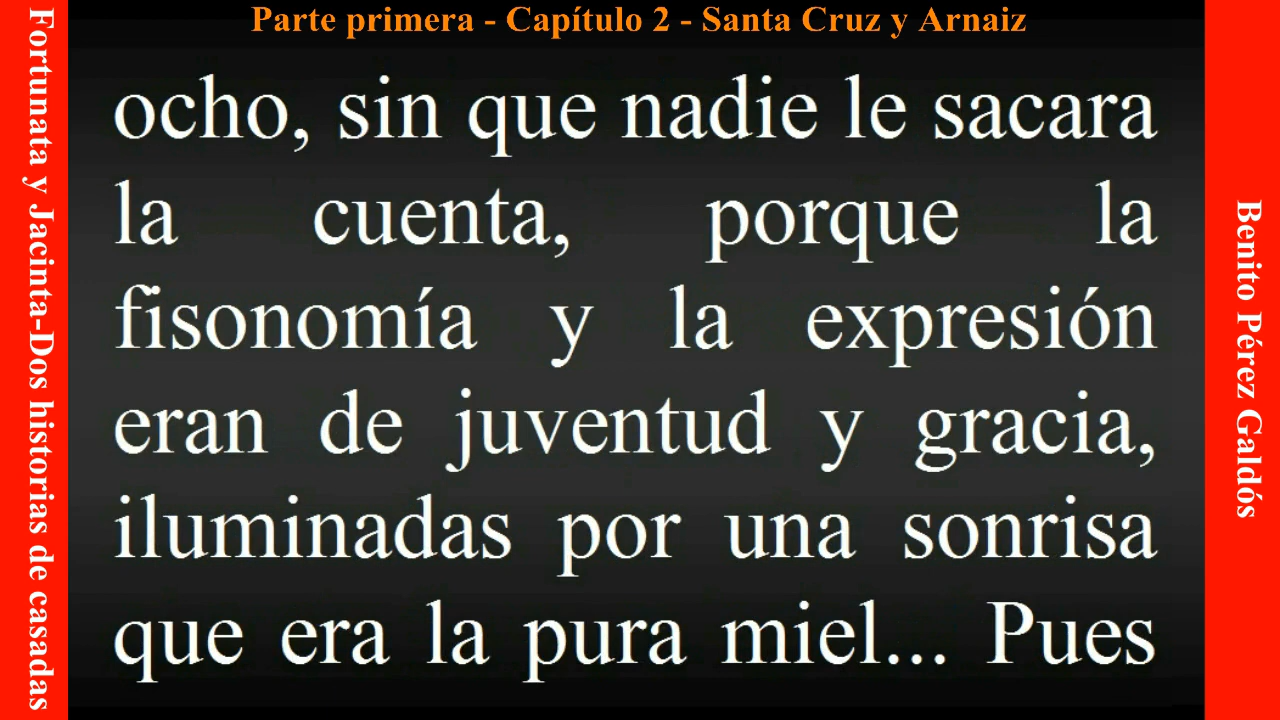 Parte primera - Capítulo 2 - Santa Cruz y Arnaiz
Fortunata y Jacinta-Dos historias de casadas
ocho, sin que nadie le sacara
la cuenta, porque la
fisonomía y la expresión
eran de juventud y gracia,
iluminadas por una sonrisa
que era la pura miel... Pues
Benito Pérez Galdós